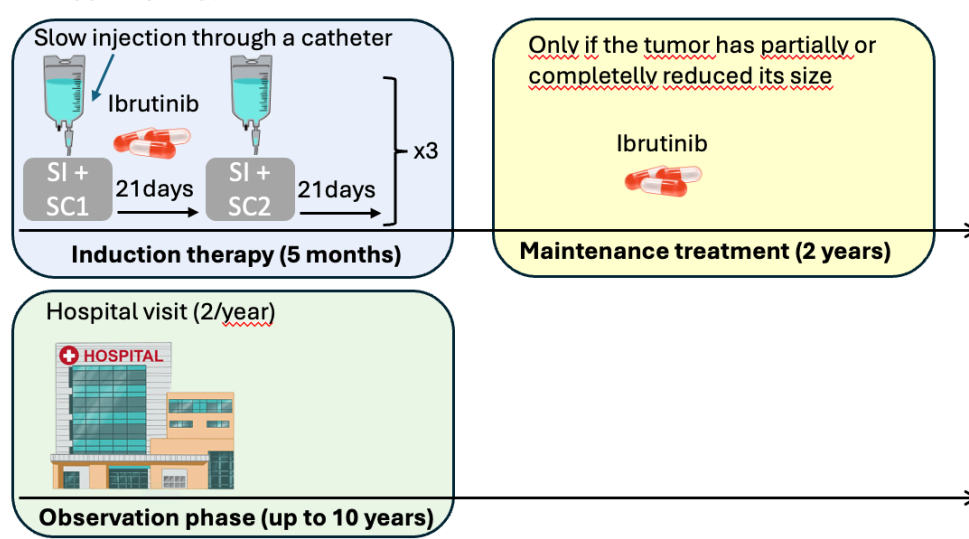 Slow injection through a catheter
Ibrutinib
SI +
SC1
21days
SI +
SC2
21days
x3
Induction therapy (5 months)
Only if the tumor has partially or
completelly reduced its size
Ibrutinib
Maintenance treatment (2 years)
Hospital visit (2/year)
HOSPITAL
Observation phase (up to 10 years)